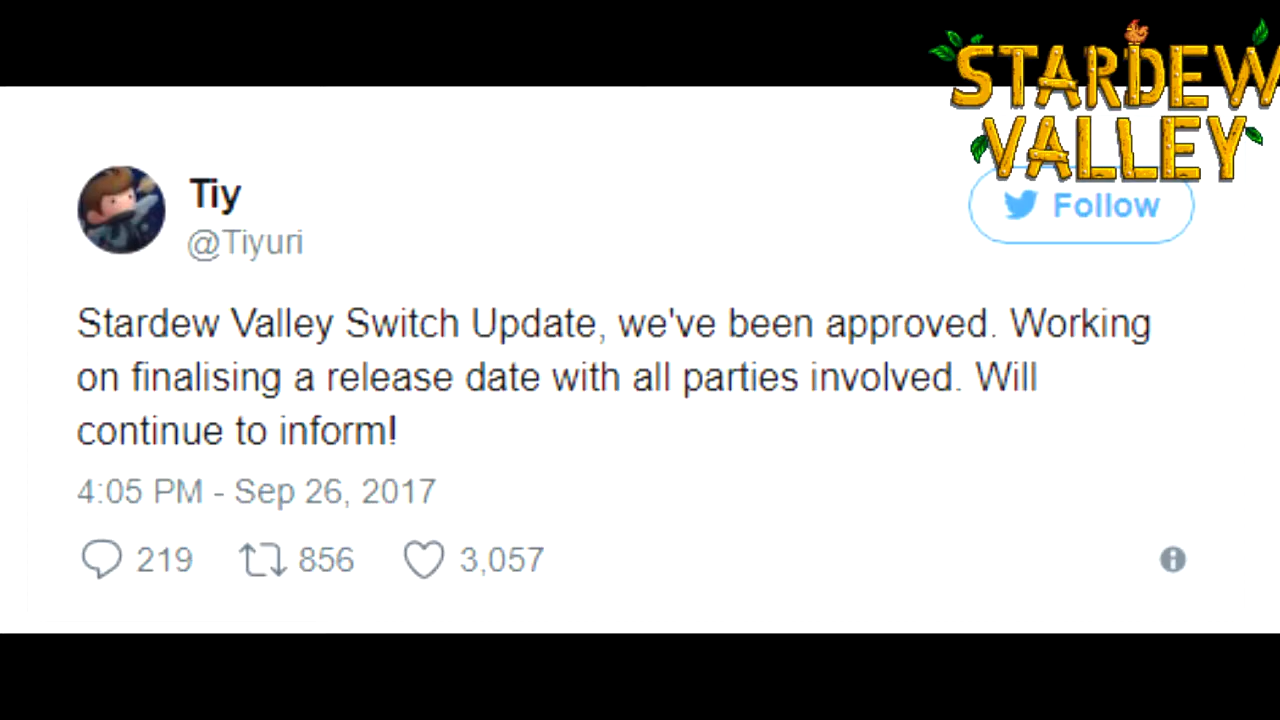 STARDEW
VALLEY
Tiy
@Tiyuri
Follow
Stardew Valley Switch Update, we've been approved. Working
on finalising a release date with all parties involved. Will
continue to inform!
4:05 PM - Sep 26, 2017
219 856 3,057